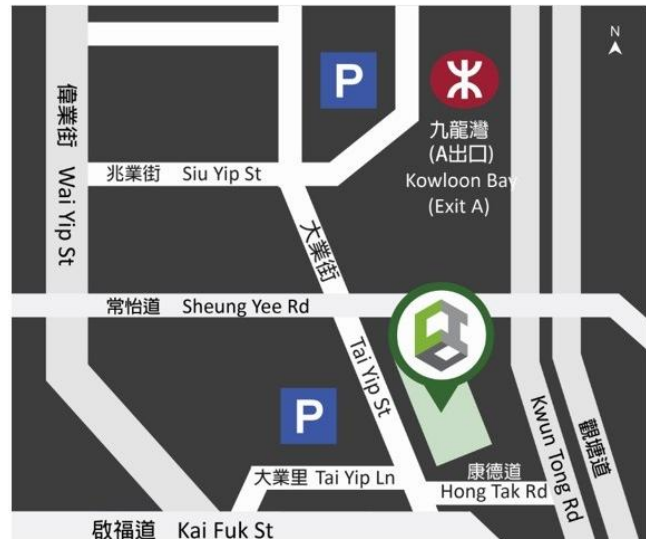 N
P
九龍灣
(A出口)
Kowloon Bay
(Exit A)
偉業街 Wai Yip St
兆業街 Siu Yip St
大業街 Tai Yip St
常怡道 Sheung Yee Rd
P
大業里 Tai Yip Ln
康德道
Hong Tak Rd
Kwun Tong Rd
觀塘道
啟福道 Kai Fuk St